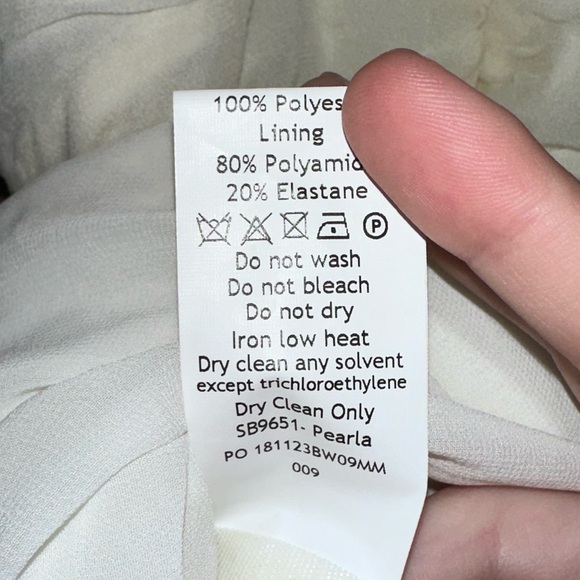 100% Polyes
Lining
80% Polyamid
20% Elastane
P
Do not wash
Do not bleach
Do not dry
Iron low heat
Dry clean any solvent
except trichloroethylene
Dry Clean Only
SB9651- Pearla
PO 181123BW09MM
009